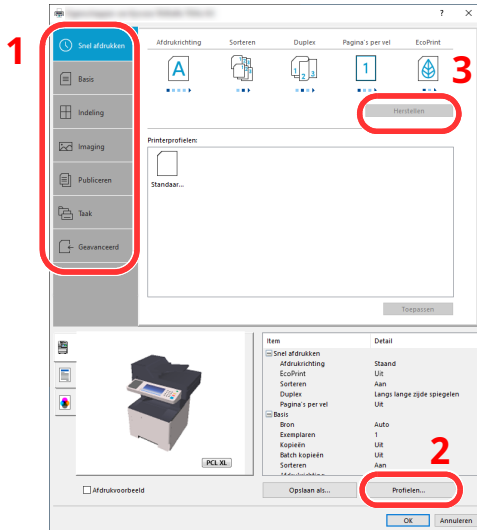 ? ×
1
Snel afdrukken
Basis
Indeling
Imaging
Publiceren
Taak
Geavanceerd
Afdrukrichting Sorteren Duplex Pagina's per vel EcoPrint
A 1 2 3 1
3
Herstellen
Printerprofielen:
Standaar...
Toepassen
PCL XL
Item Detail
Snel afdrukken
Afdrukrichting Staand
EcoPrint Uit
Sorteren Aan
Duplex Langs lange zijde spiegelen
Pagina's per vel Uit
Basis
Bron Auto
Exemplaren 1
Kopieën Uit
Batch kopieën Uit
Sorteren Aan
2
Afdrukvoorbeeld
Opslaan als... Profielen...
OK Annuleren